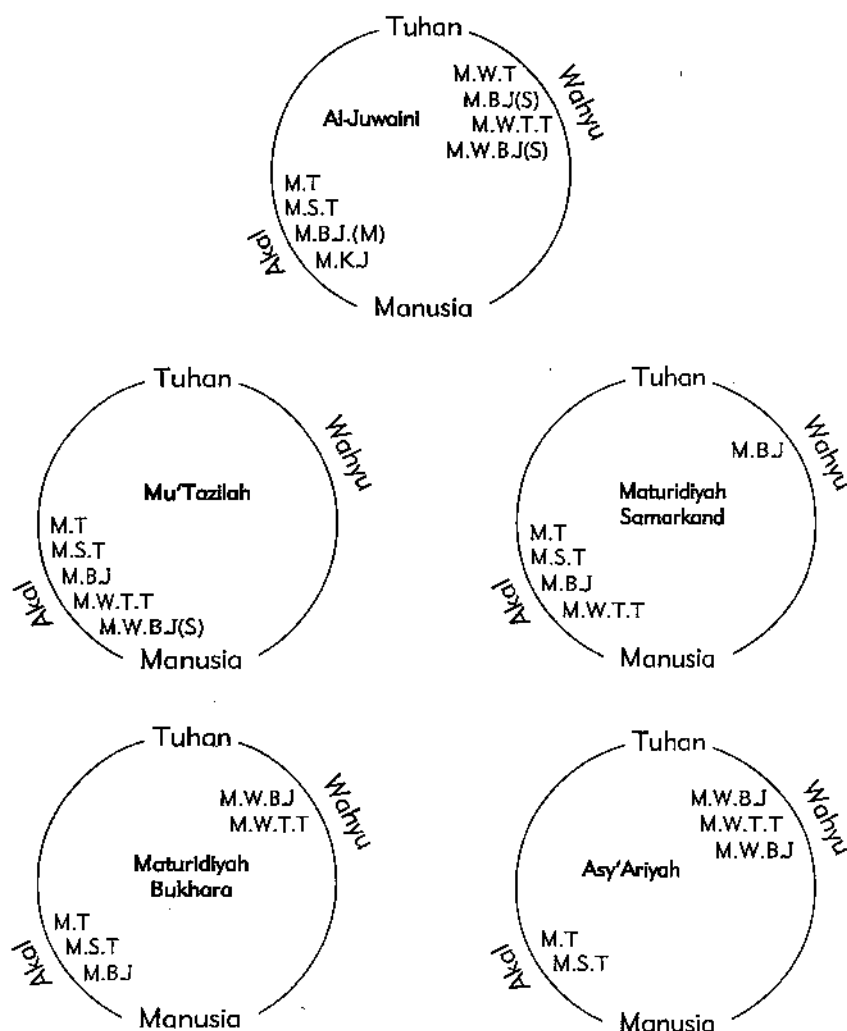 Tuhan
M.W.T
M.B.J(S)
M.W.T.T
M.W.B.J(S)
Wahyu
Al-Juwaini
M.T
M.S.T
M.B.J.(M)
M.K.J
Akal
Manusia
Tuhan
Wahyu
Mu'Tazilah
M.T
M.S.T
M.B.J
M.W.T.T
M.W.B.J(S)
Akal
Manusia
Tuhan
Wahyu
M.B.J
Maturidiyah
Samarkand
M.T
M.S.T
M.B.J
M.W.T.T
Akal
Manusia
Tuhan
Wahyu
M.W.B.J
M.W.T.T
Maturidiyah
Bukhara
M.T
M.S.T
M.B.J
Akal
Manusia
Tuhan
Wahyu
M.W.B.J
M.W.T.T
M.W.B.J
Asy'Ariyah
M.T
M.S.T
Akal
Manusia